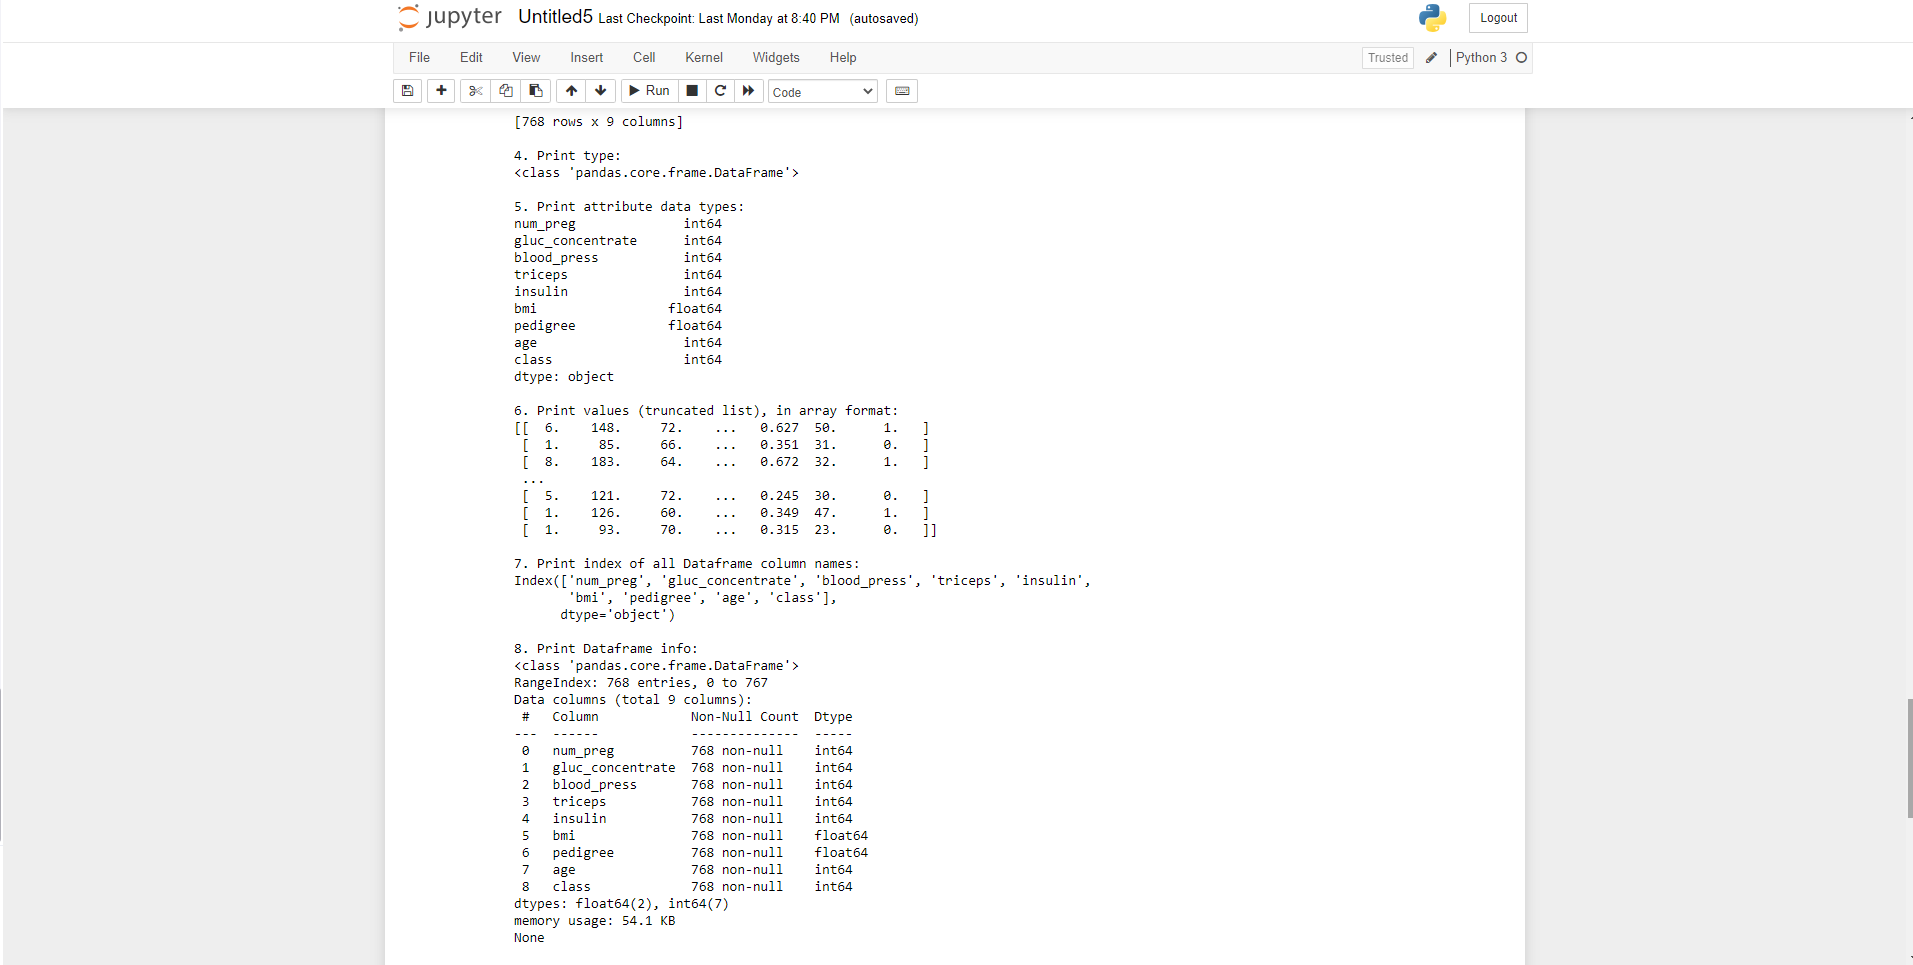 jupyter Untitled5 Last Checkpoint: Last Monday at 8:40 PM (autosaved) Logout
File Edit View Insert Cell Kernel Widgets Help Trusted Python 3
Run Code
[768 rows x 9 columns]
4. Print type:
<class 'pandas.core.frame.DataFrame'>
5. Print attribute data types:
num_preg int64
gluc_concentrate int64
blood_press int64
triceps int64
insulin int64
bmi float64
pedigree float64
age int64
class int64
dtype: object
6. Print values (truncated list), in array format:
[[ 6. 148. 72. ... 0.627 50. 1. ]
[ 1. 85. 66. ... 0.351 31. 0. ]
[ 8. 183. 64. ... 0.672 32. 1. ]
...
[ 5. 121. 72. ... 0.245 30. 0. ]
[ 1. 126. 60. ... 0.349 47. 1. ]
[ 1. 93. 70. ... 0.315 23. 0. ]]
7. Print index of all Dataframe column names:
Index(['num_preg', 'gluc_concentrate', 'blood_press', 'triceps', 'insulin',
'bmi', 'pedigree', 'age', 'class'],
dtype='object')
8. Print Dataframe info:
<class 'pandas.core.frame.DataFrame'>
RangeIndex: 768 entries, 0 to 767
Data columns (total 9 columns):
# Column Non-Null Count Dtype
--- ------ -------------- -----
0 num_preg 768 non-null int64
1 gluc_concentrate 768 non-null int64
2 blood_press 768 non-null int64
3 triceps 768 non-null int64
4 insulin 768 non-null int64
5 bmi 768 non-null float64
6 pedigree 768 non-null float64
7 age 768 non-null int64
8 class 768 non-null int64
dtypes: float64(2), int64(7)
memory usage: 54.1 KB
None